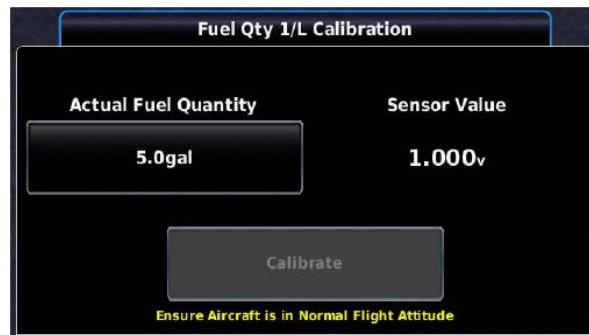 Fuel Qty 1/L Calibration
Actual Fuel Quantity Sensor Value
5.0gal 1.000v
Calibrate
Ensure Aircraft is in Normal Flight Attitude